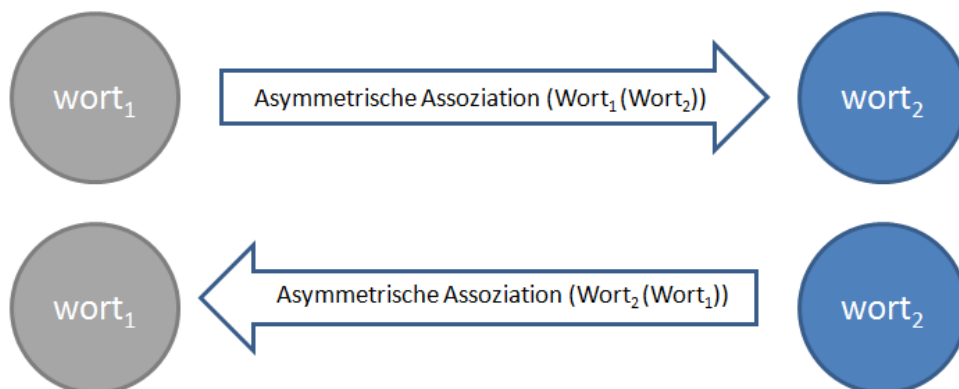 wort₁ Asymmetrische Assoziation (Wort₁ (Wort₂)) wort₂
wort₁ Asymmetrische Assoziation (Wort₂ (Wort₁)) wort₂